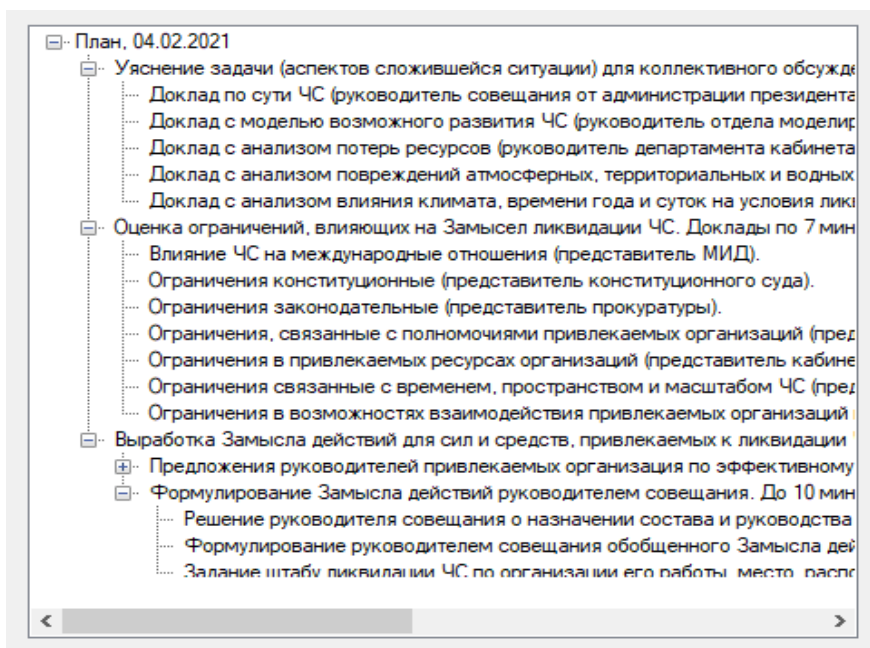 План, 04.02.2021
Уяснение задачи (аспектов сложившейся ситуации) для коллективного обсужде
Доклад по сути ЧС (руководитель совещания от администрации президента
Доклад с моделью возможного развития ЧС (руководитель отдела моделир
Доклад с анализом потерь ресурсов (руководитель департамента кабинета
Доклад с анализом повреждений атмосферных, территориальных и водных
Доклад с анализом влияния климата, времени года и суток на условия лик
Оценка ограничений, влияющих на Замысел ликвидации ЧС. Доклады по 7 мин
Влияние ЧС на международные отношения (представитель МИД).
Ограничения конституционные (представитель конституционного суда).
Ограничения законодательные (представитель прокуратуры).
Ограничения, связанные с полномочиями привлекаемых организаций (пред
Ограничения в привлекаемых ресурсах организаций (представитель кабине
Ограничения связанные с временем, пространством и масштабом ЧС (пред
Ограничения в возможностях взаимодействия привлекаемых организаций
Выработка Замысла действий для сил и средств, привлекаемых к ликвидации
Предложения руководителей привлекаемых организация по эффективному
Формулирование Замысла действий руководителем совещания. До 10 мин
Решение руководителя совещания о назначении состава и руководства
Формулирование руководителем совещания обобщенного Замысла дей
Задание штабу ликвидации ЧС по организации его работы, место, распо